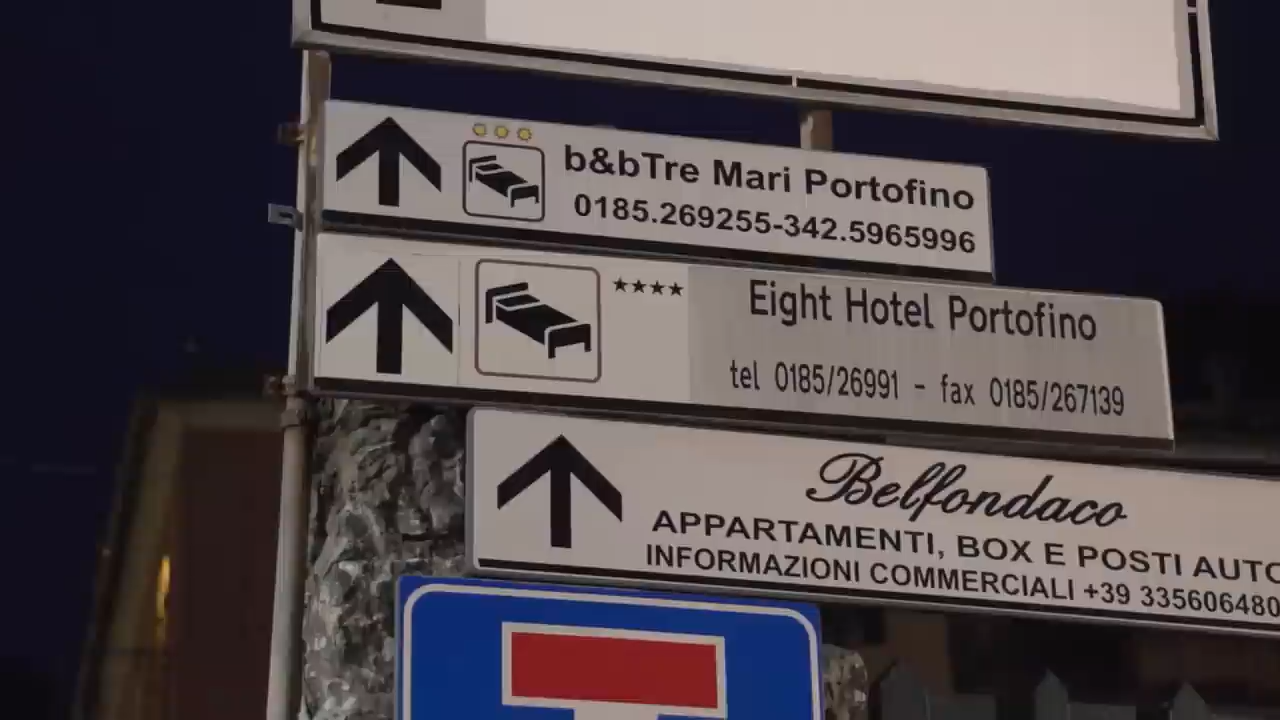 b&bTre Mari Portofino
0185.269255-342.5965996
Eight Hotel Portofino
tel 0185/26991 - fax 0185/267139
Belfondaco
APPARTAMENTI, BOX E POSTI AUTO
INFORMAZIONI COMMERCIALI +39 335606480